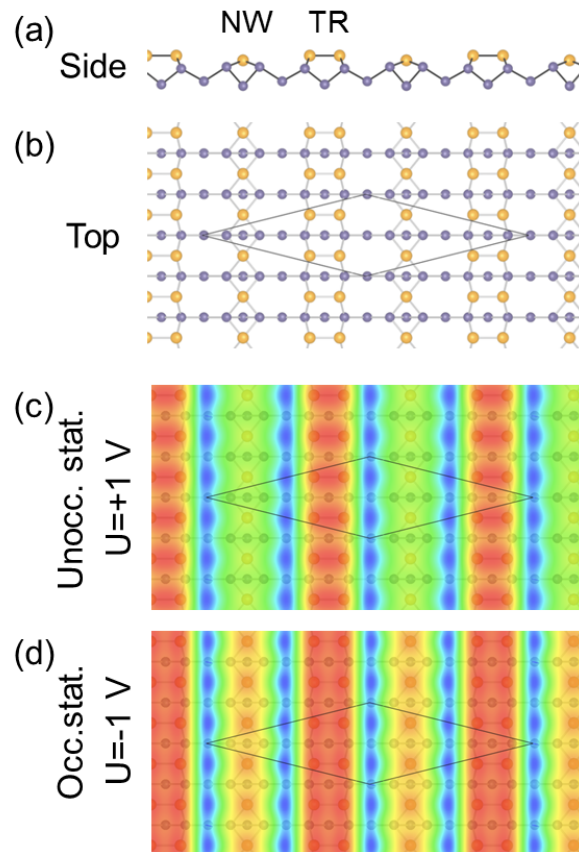 (a)
NW TR
Side
(b)
Top
(c)
Unocc. stat.
U=+1 V
(d)
Occ.stat.
U=-1 V